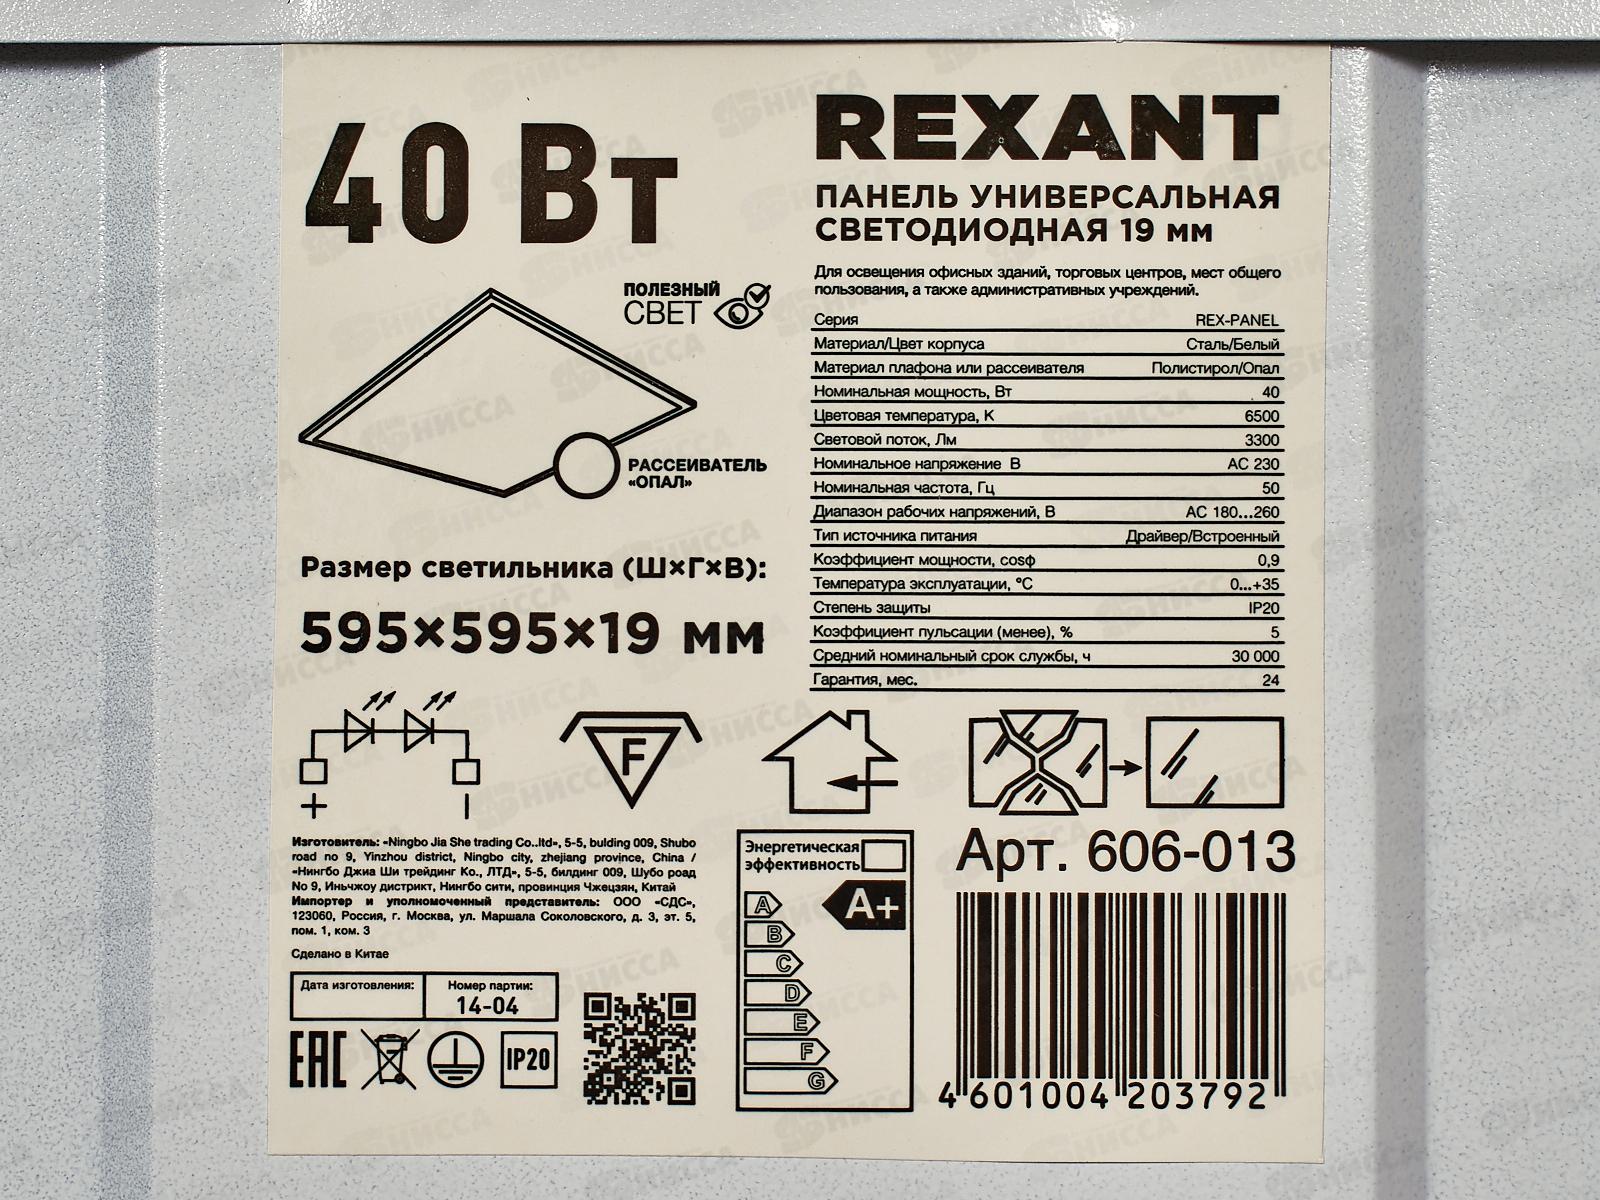 40 Вт
REXANT
ПАНЕЛЬ УНИВЕРСАЛЬНАЯ
СВЕТОДИОДНАЯ 19 мм
Для освещения офисных зданий, торговых центров, мест общего
пользования, а также административных учреждений.
ПОЛЕЗНЫЙ
СВЕТ
РАССЕИВАТЕЛЬ
«ОПАЛ»
Размер светильника (Ш×Г×В):
595×595×19 мм
Серия REX-PANEL
Материал/Цвет корпуса Сталь/Белый
Материал плафона или рассеивателя Полистирол/Опал
Номинальная мощность, Вт 40
Цветовая температура, К 6500
Световой поток, Лм 3300
Номинальное напряжение В AC 230
Номинальная частота, Гц 50
Диапазон рабочих напряжений, В AC 180...260
Тип источника питания Драйвер/Встроенный
Коэффициент мощности, cosф 0,9
Температура эксплуатации, °C 0...+35
Степень защиты IP20
Коэффициент пульсации (менее), % 5
Средний номинальный срок службы, ч 30 000
Гарантия, мес. 24
+ I
F
Изготовитель: «Ningbo Jia She trading Co..ltd», 5-5, bulding 009, Shubo
road no 9, Yinzhou district, Ningbo city, zhejiang province, China /
«Нингбо Джиа Ши трейдинг Ко., ЛТД», 5-5, билдинг 009, Шубо роад
No 9, Иньчжоу дистрикт, Нингбо сити, провинция Чжецзян, Китай
Импортер и уполномоченный представитель: ООО «СДС»,
123060, Россия, г. Москва, ул. Маршала Соколовского, д. 3, эт. 5,
пом. 1, ком. 3
Сделано в Китае
Дата изготовления:
Номер партии:
14-04
EAC
IP20
Энергетическая
эффективность
A+
A
B
C
D
E
F
G
Арт. 606-013
4 601004 203792
НИССА